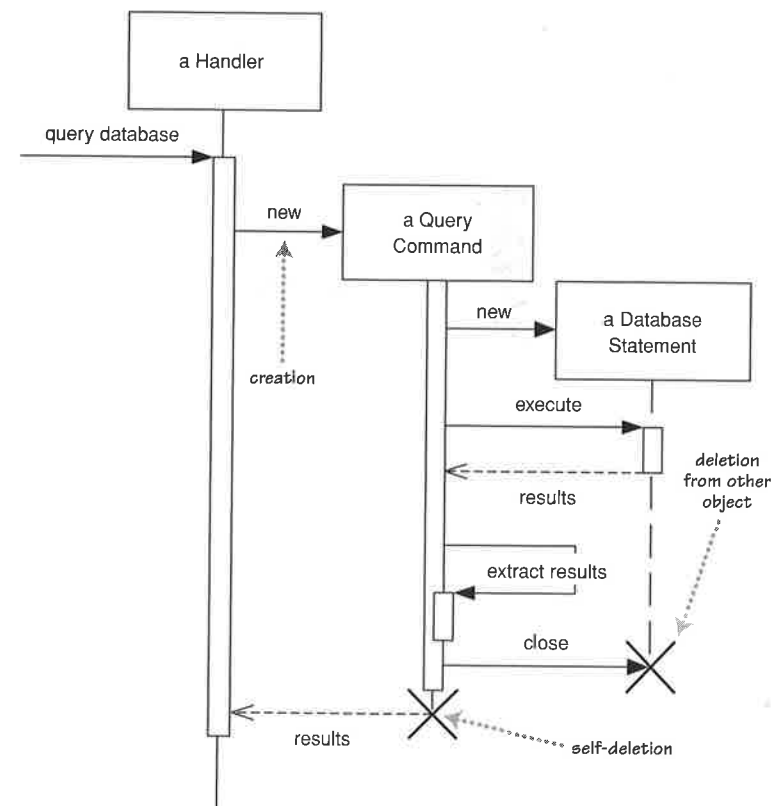 a Handler
query database
new
a Query
Command
creation
new
a Database
Statement
execute
deletion
from other
object
results
extract results
close
results
self-deletion